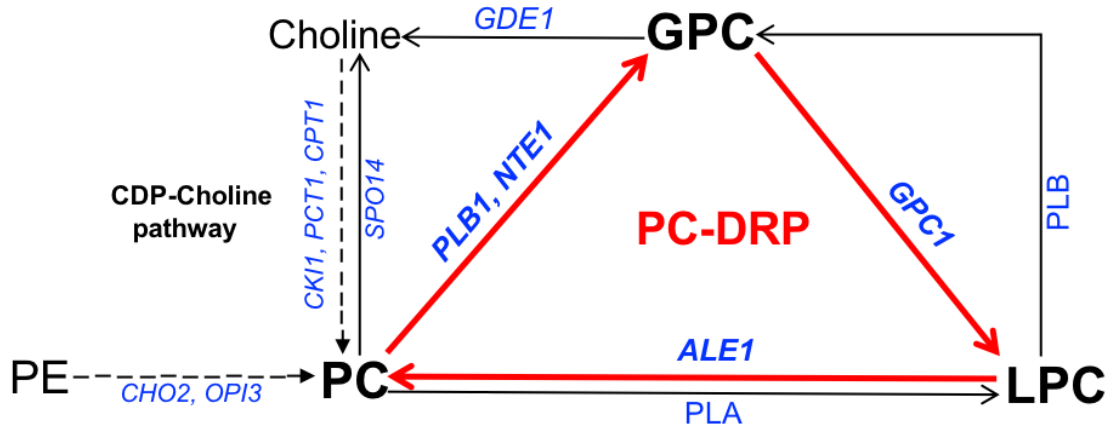 Choline
GDE1
GPC
CKI1, PCT1, CPT1
SPO14
PLB1, NTE1
GPC1
PLB
CDP-Choline
pathway
PC-DRP
PE
CHO2, OPI3
PC
ALE1
PLA
LPC